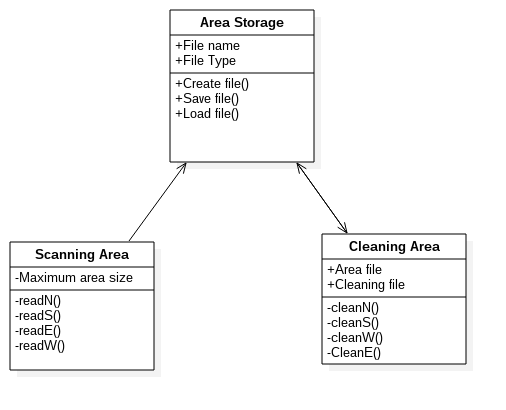 Area Storage
+File name
+File Type
+Create file()
+Save file()
+Load file()
Scanning Area
-Maximum area size
-readN()
-readS()
-readE()
-readW()
Cleaning Area
+Area file
+Cleaning file
-cleanN()
-cleanS()
-cleanW()
-CleanE()